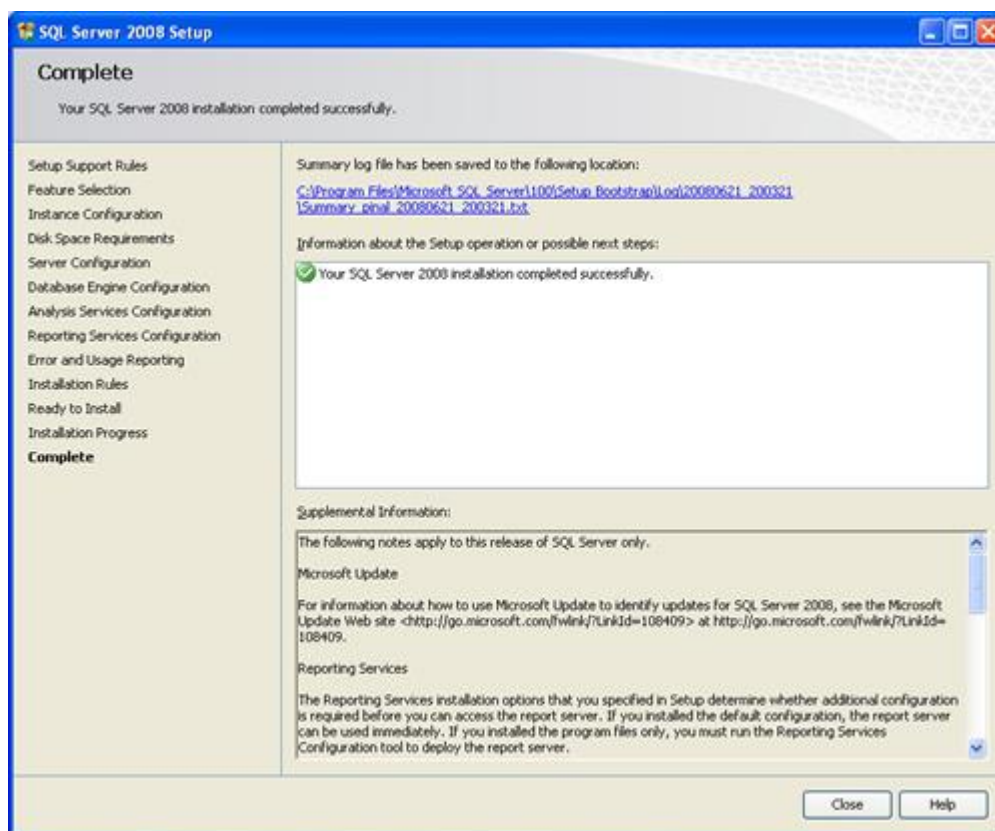 SQL Server 2008 Setup
Complete
Your SQL Server 2008 installation completed successfully.
Setup Support Rules
Feature Selection
Instance Configuration
Disk Space Requirements
Server Configuration
Database Engine Configuration
Analysis Services Configuration
Reporting Services Configuration
Error and Usage Reporting
Installation Rules
Ready to Install
Installation Progress
Complete
Summary log file has been saved to the following location:
C:\Program Files\Microsoft SQL Server\100\Setup Bootstrap\Log\20080621_200321
\Summary_pinal_20080621_200321.txt
Information about the Setup operation or possible next steps:
Your SQL Server 2008 installation completed successfully.
Supplemental Information:
The following notes apply to this release of SQL Server only.
Microsoft Update
For information about how to use Microsoft Update to identify updates for SQL Server 2008, see the Microsoft
Update Web site <http://go.microsoft.com/fwlink/?LinkId=108409> at http://go.microsoft.com/fwlink/?LinkId=
108409.
Reporting Services
The Reporting Services installation options that you specified in Setup determine whether additional configuration
is required before you can access the report server. If you installed the default configuration, the report server
can be used immediately. If you installed the program files only, you must run the Reporting Services
Configuration tool to deploy the report server.
Close
Help